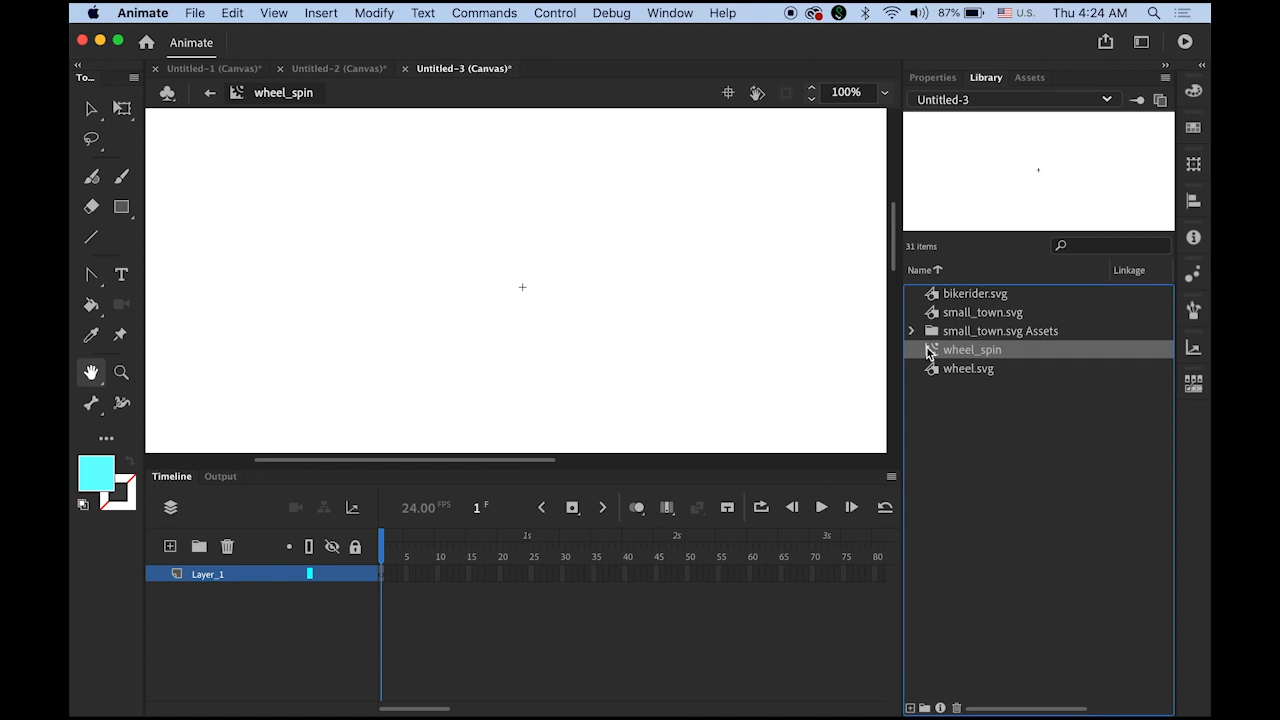 Animate File Edit View Insert Modify Text Commands Control Debug Window Help 87% U.S. Thu 4:24 AM
Animate
To... Untitled-1 (Canvas)* Untitled-2 (Canvas)* Untitled-3 (Canvas)* Properties Library Assets
wheel_spin 100% Untitled-3
31 items
Name Linkage
bikerider.svg
small_town.svg
small_town.svg Assets
wheel_spin
wheel.svg
Timeline Output
24.00 FPS 1 F
1s 2s 3s
5 10 15 20 25 30 35 40 45 50 55 60 65 70 75 80
Layer_1